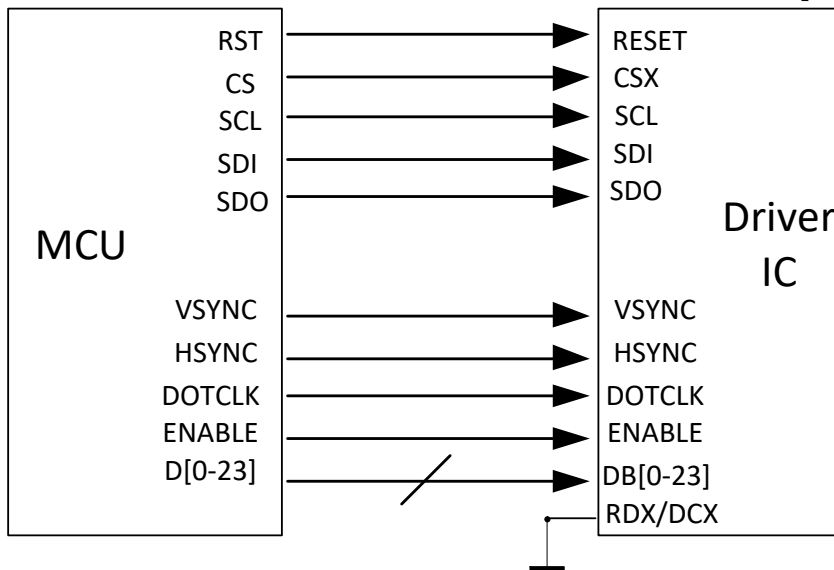 RST
CS
SCL
SDI
SDO
MCU
VSYNC
HSYNC
DOTCLK
ENABLE
D[0-23]
RESET
CSX
SCL
SDI
SDO
Driver
IC
VSYNC
HSYNC
DOTCLK
ENABLE
DB[0-23]
RDX/DCX